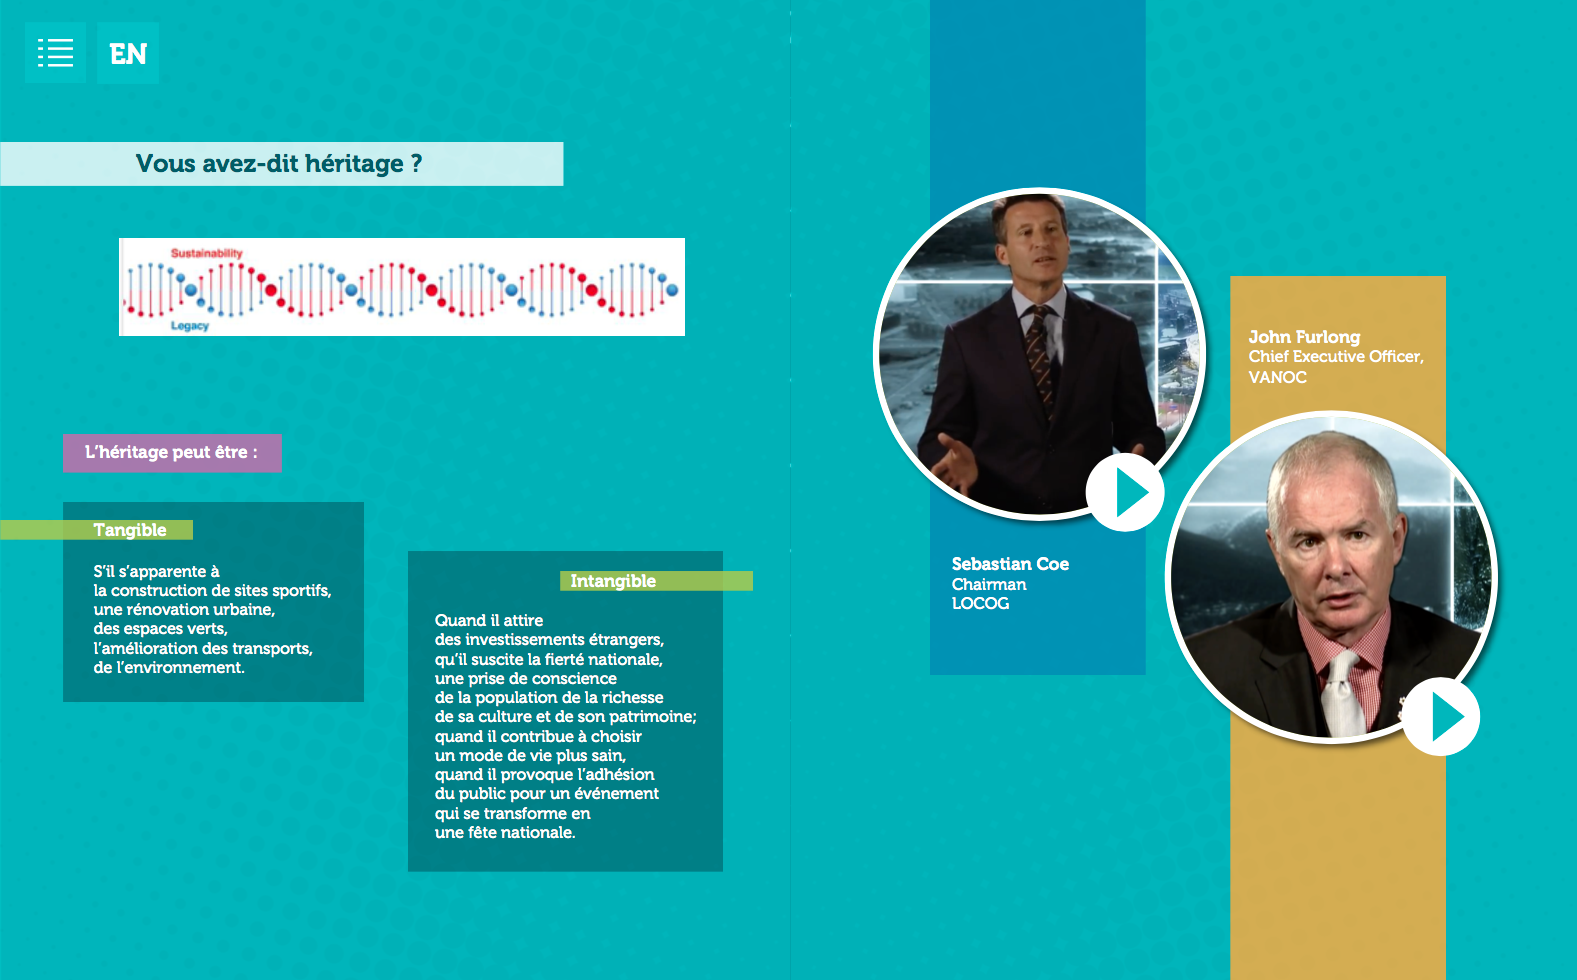 EN
Vous avez-dit héritage ?
Sustainability
Legacy
L’héritage peut être :
Tangible
S’il s’apparente à
la construction de sites sportifs,
une rénovation urbaine,
des espaces verts,
l’amélioration des transports,
de l’environnement.
Intangible
Quand il attire
des investissements étrangers,
qu’il suscite la fierté nationale,
une prise de conscience
de la population de la richesse
de sa culture et de son patrimoine;
quand il contribue à choisir
un mode de vie plus sain,
quand il provoque l’adhésion
du public pour un événement
qui se transforme en
une fête nationale.
Sebastian Coe
Chairman
LOCOG
John Furlong
Chief Executive Officer,
VANOC